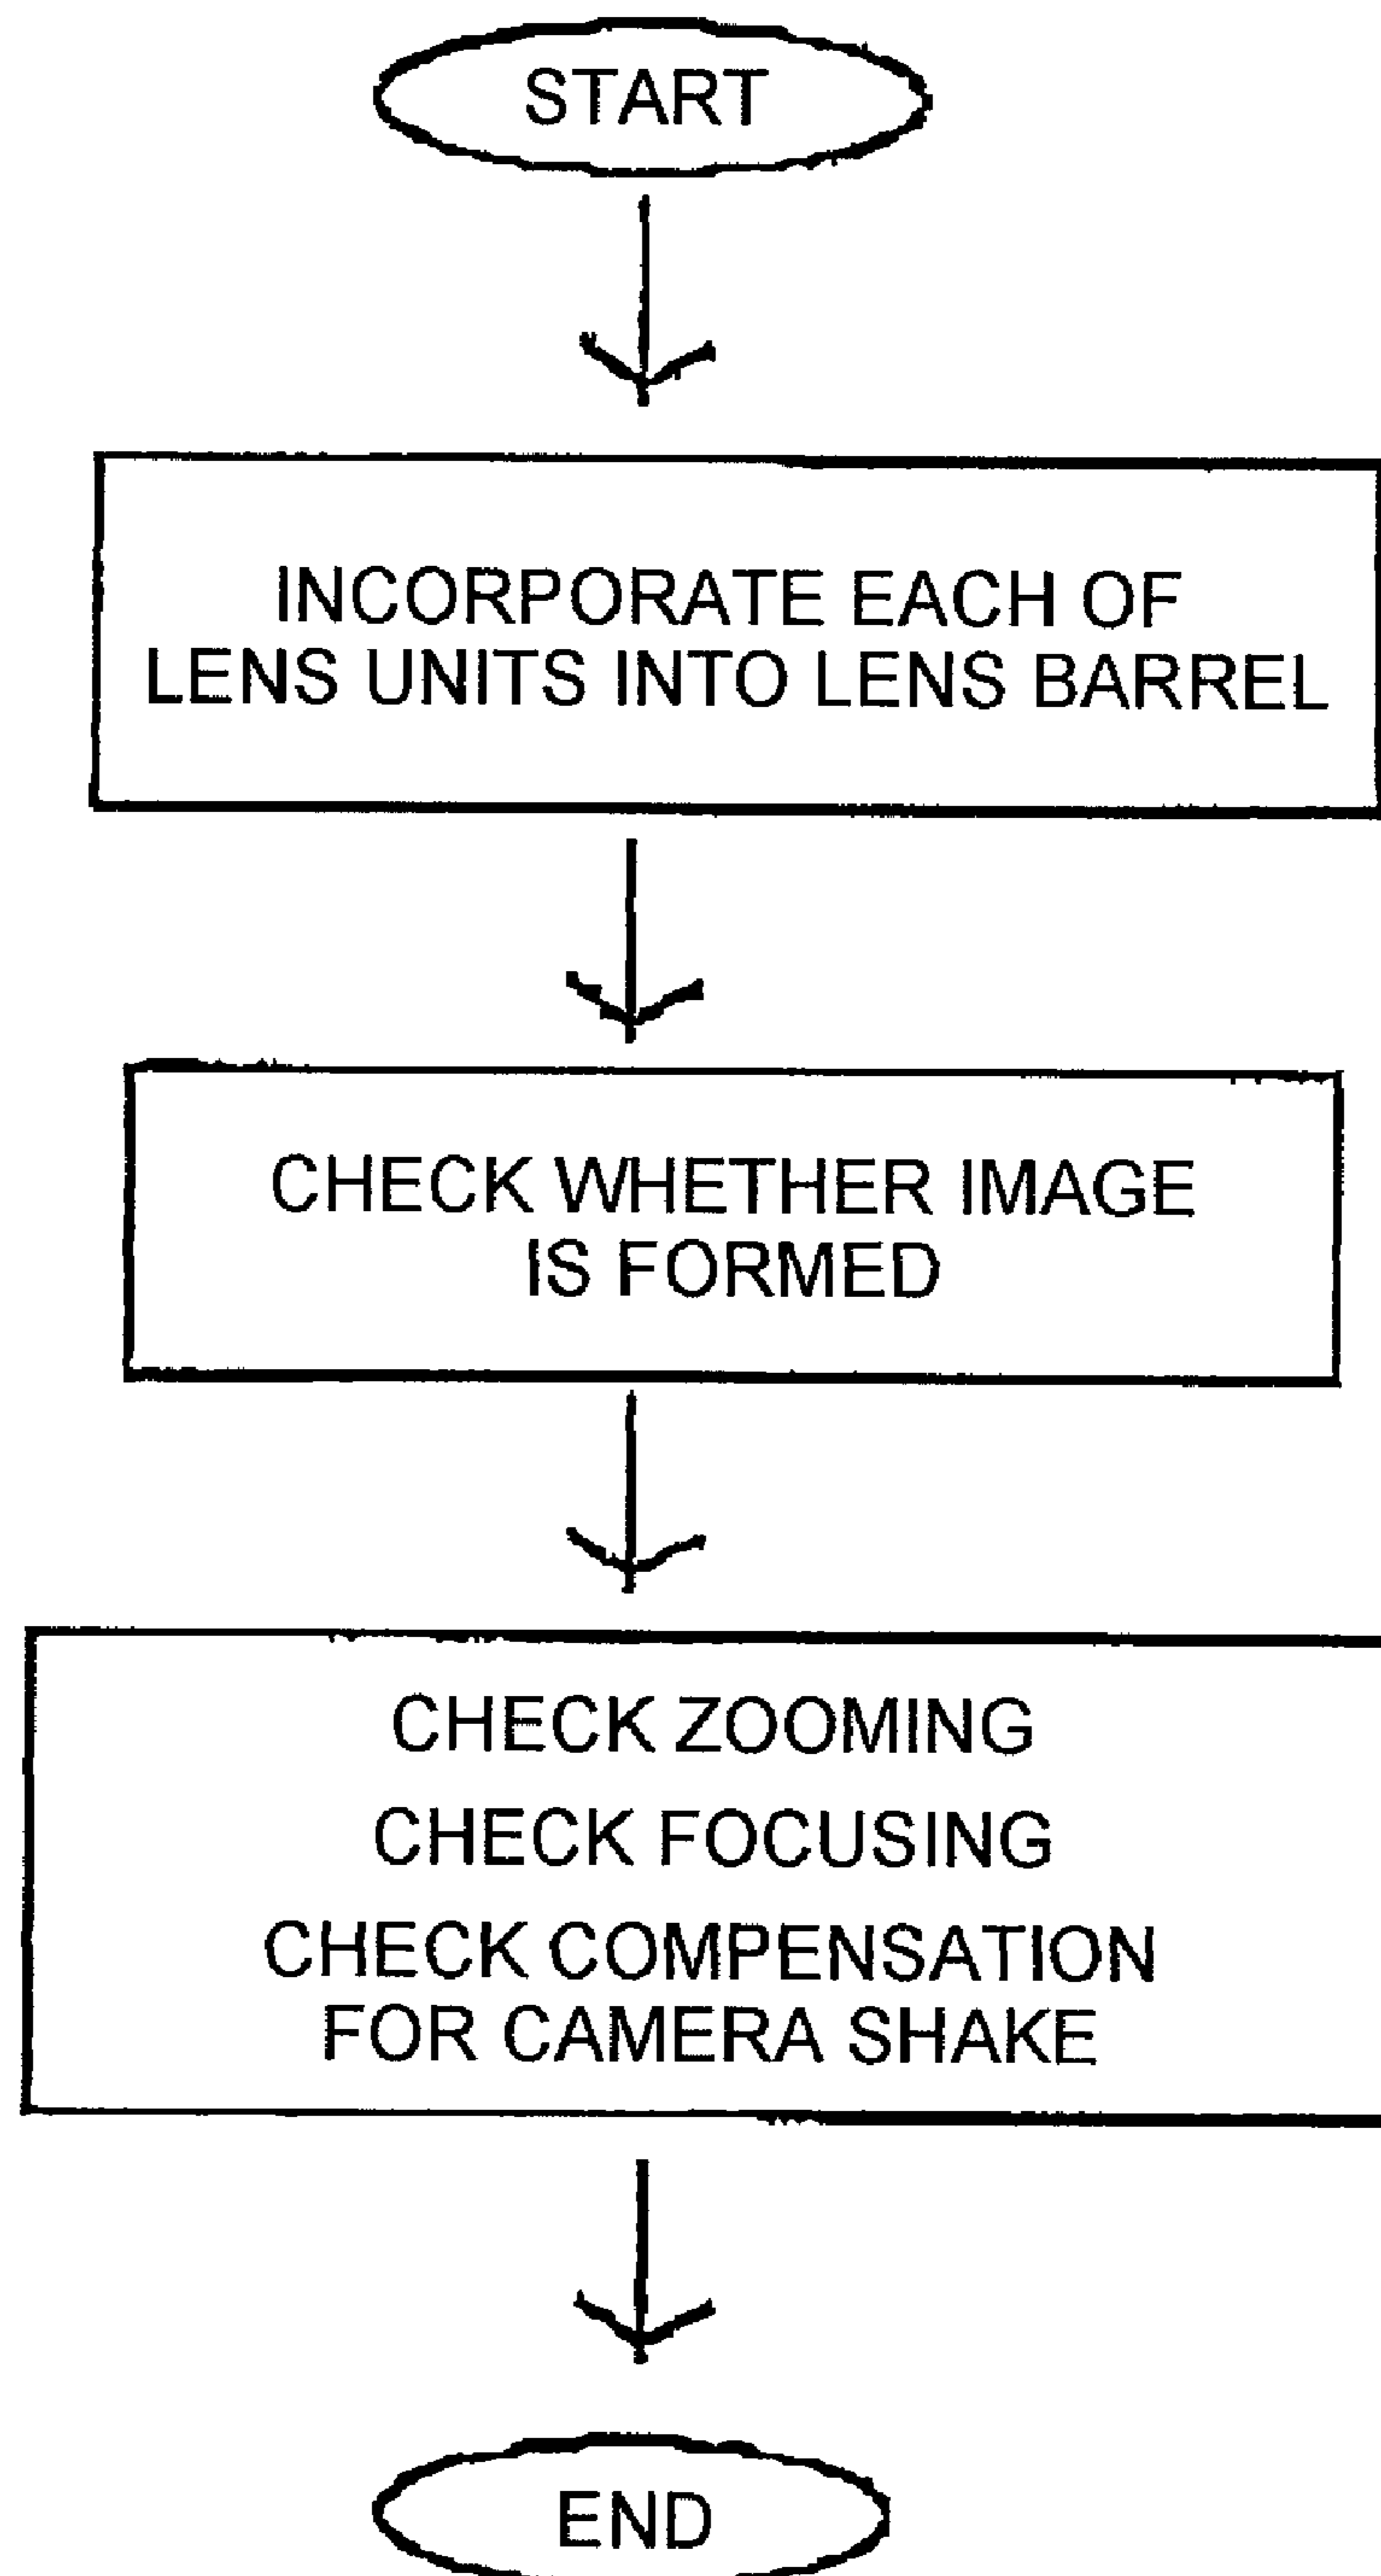 START
INCORPORATE EACH OF
LENS UNITS INTO LENS BARREL
CHECK WHETHER IMAGE
IS FORMED
CHECK ZOOMING
CHECK FOCUSING
CHECK COMPENSATION
FOR CAMERA SHAKE
END